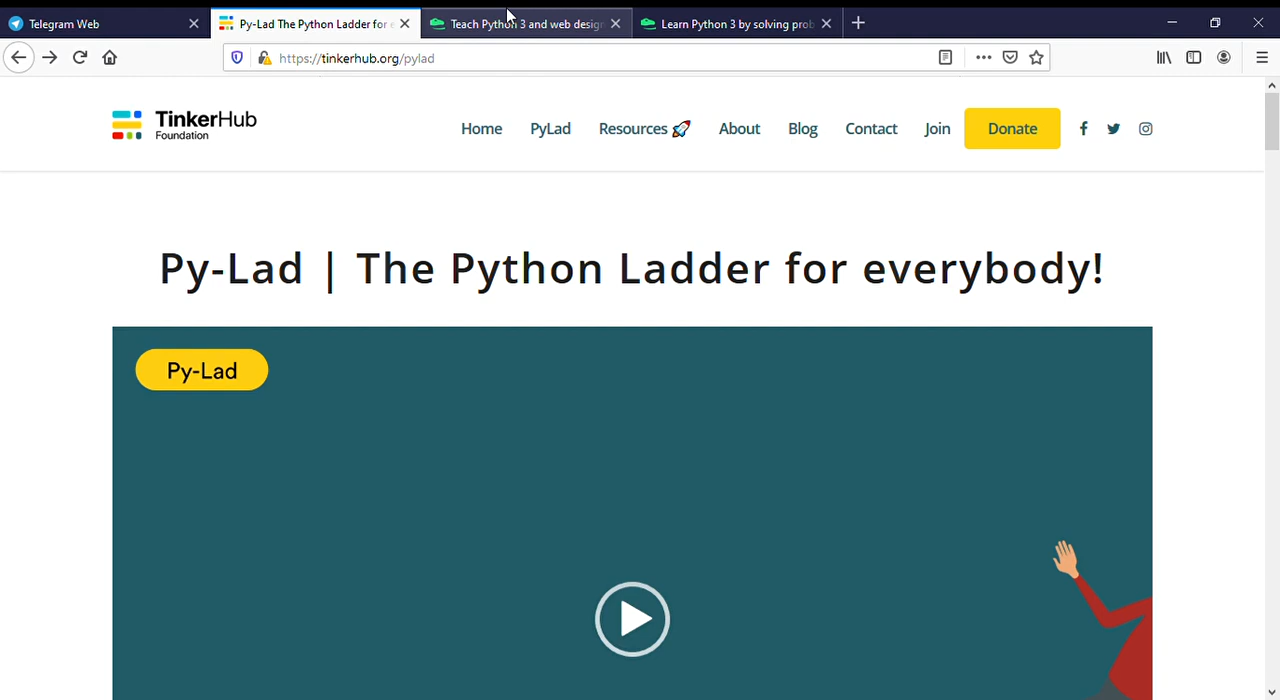 Telegram Web
Py-Lad The Python Ladder for e
Teach Python 3 and web design
Learn Python 3 by solving prob
https://tinkerhub.org/pylad
TinkerHub
Foundation
Home
PyLad
Resources 🚀
About
Blog
Contact
Join
Donate
Py-Lad | The Python Ladder for everybody!
Py-Lad